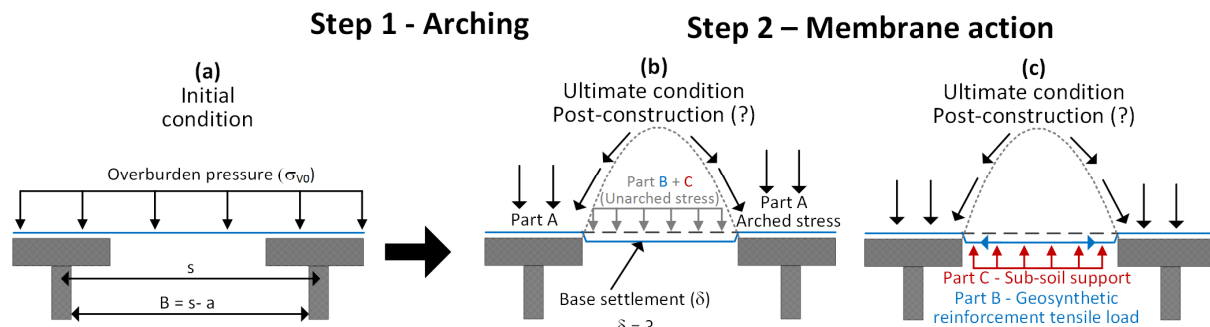 Step 1 - Arching
Step 2 – Membrane action
(a)
Initial
condition
Overburden pressure (σV0)
s
B = s- a
(b)
Ultimate condition
Post-construction (?)
Part B + C
(Unarched stress)
Part A
Part A
Arched stress
Base settlement (δ)
δ = ?
(c)
Ultimate condition
Post-construction (?)
Part C - Sub-soil support
Part B - Geosynthetic
reinforcement tensile load